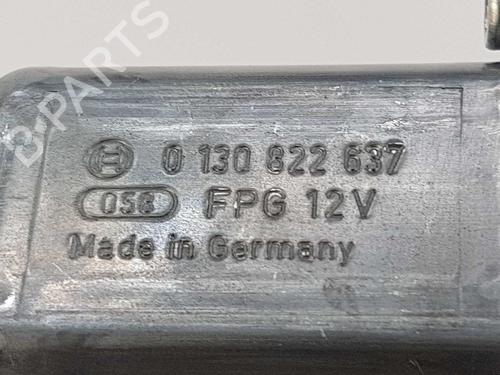 0 130 822 637
058 FPG 12V
Made in Germany
B-PARTS